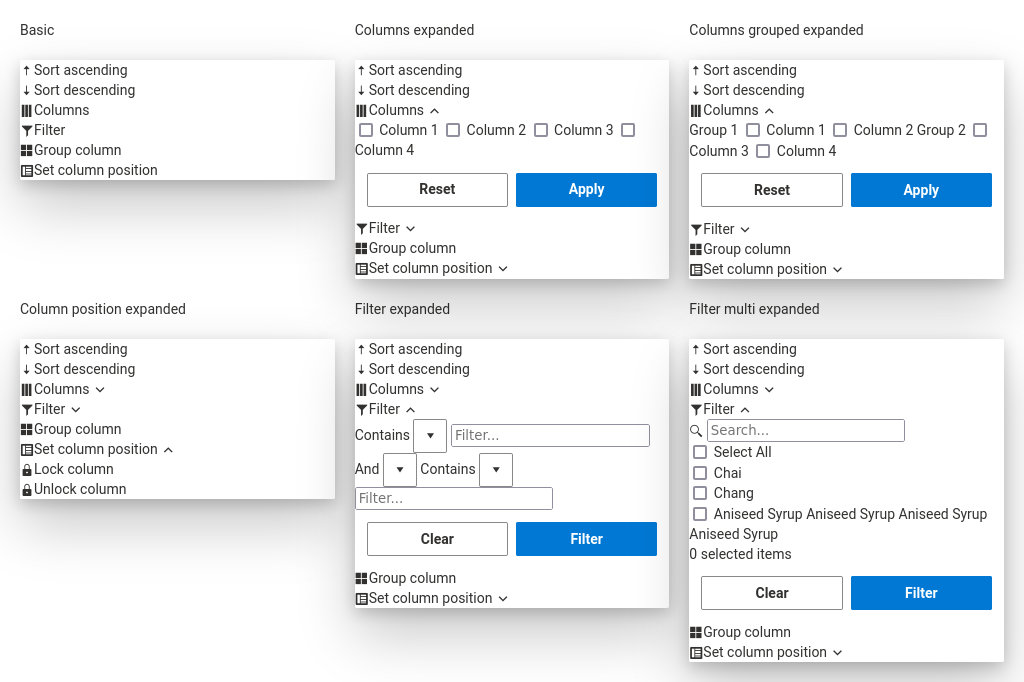 Basic
Sort ascending
Sort descending
Columns
Filter
Group column
Set column position
Columns expanded
Sort ascending
Sort descending
Columns
Column 1 Column 2 Column 3
Column 4
Reset Apply
Filter
Group column
Set column position
Columns grouped expanded
Sort ascending
Sort descending
Columns
Group 1 Column 1 Column 2 Group 2
Column 3 Column 4
Reset Apply
Filter
Group column
Set column position
Column position expanded
Sort ascending
Sort descending
Columns
Filter
Group column
Set column position
Lock column
Unlock column
Filter expanded
Sort ascending
Sort descending
Columns
Filter
Contains Filter...
And Contains
Filter...
Clear Filter
Group column
Set column position
Filter multi expanded
Sort ascending
Sort descending
Columns
Filter
Search...
Select All
Chai
Chang
Aniseed Syrup Aniseed Syrup Aniseed Syrup
Aniseed Syrup
0 selected items
Clear Filter
Group column
Set column position